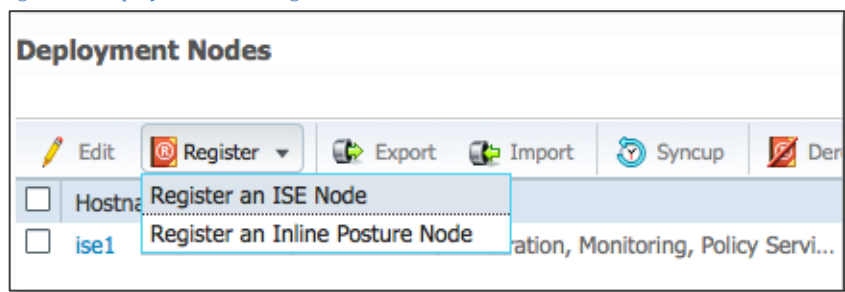 Deployment Nodes
Edit Register Export Import Syncup
Register an ISE Node
Register an Inline Posture Node
ise1 Monitoring, Policy Servi...